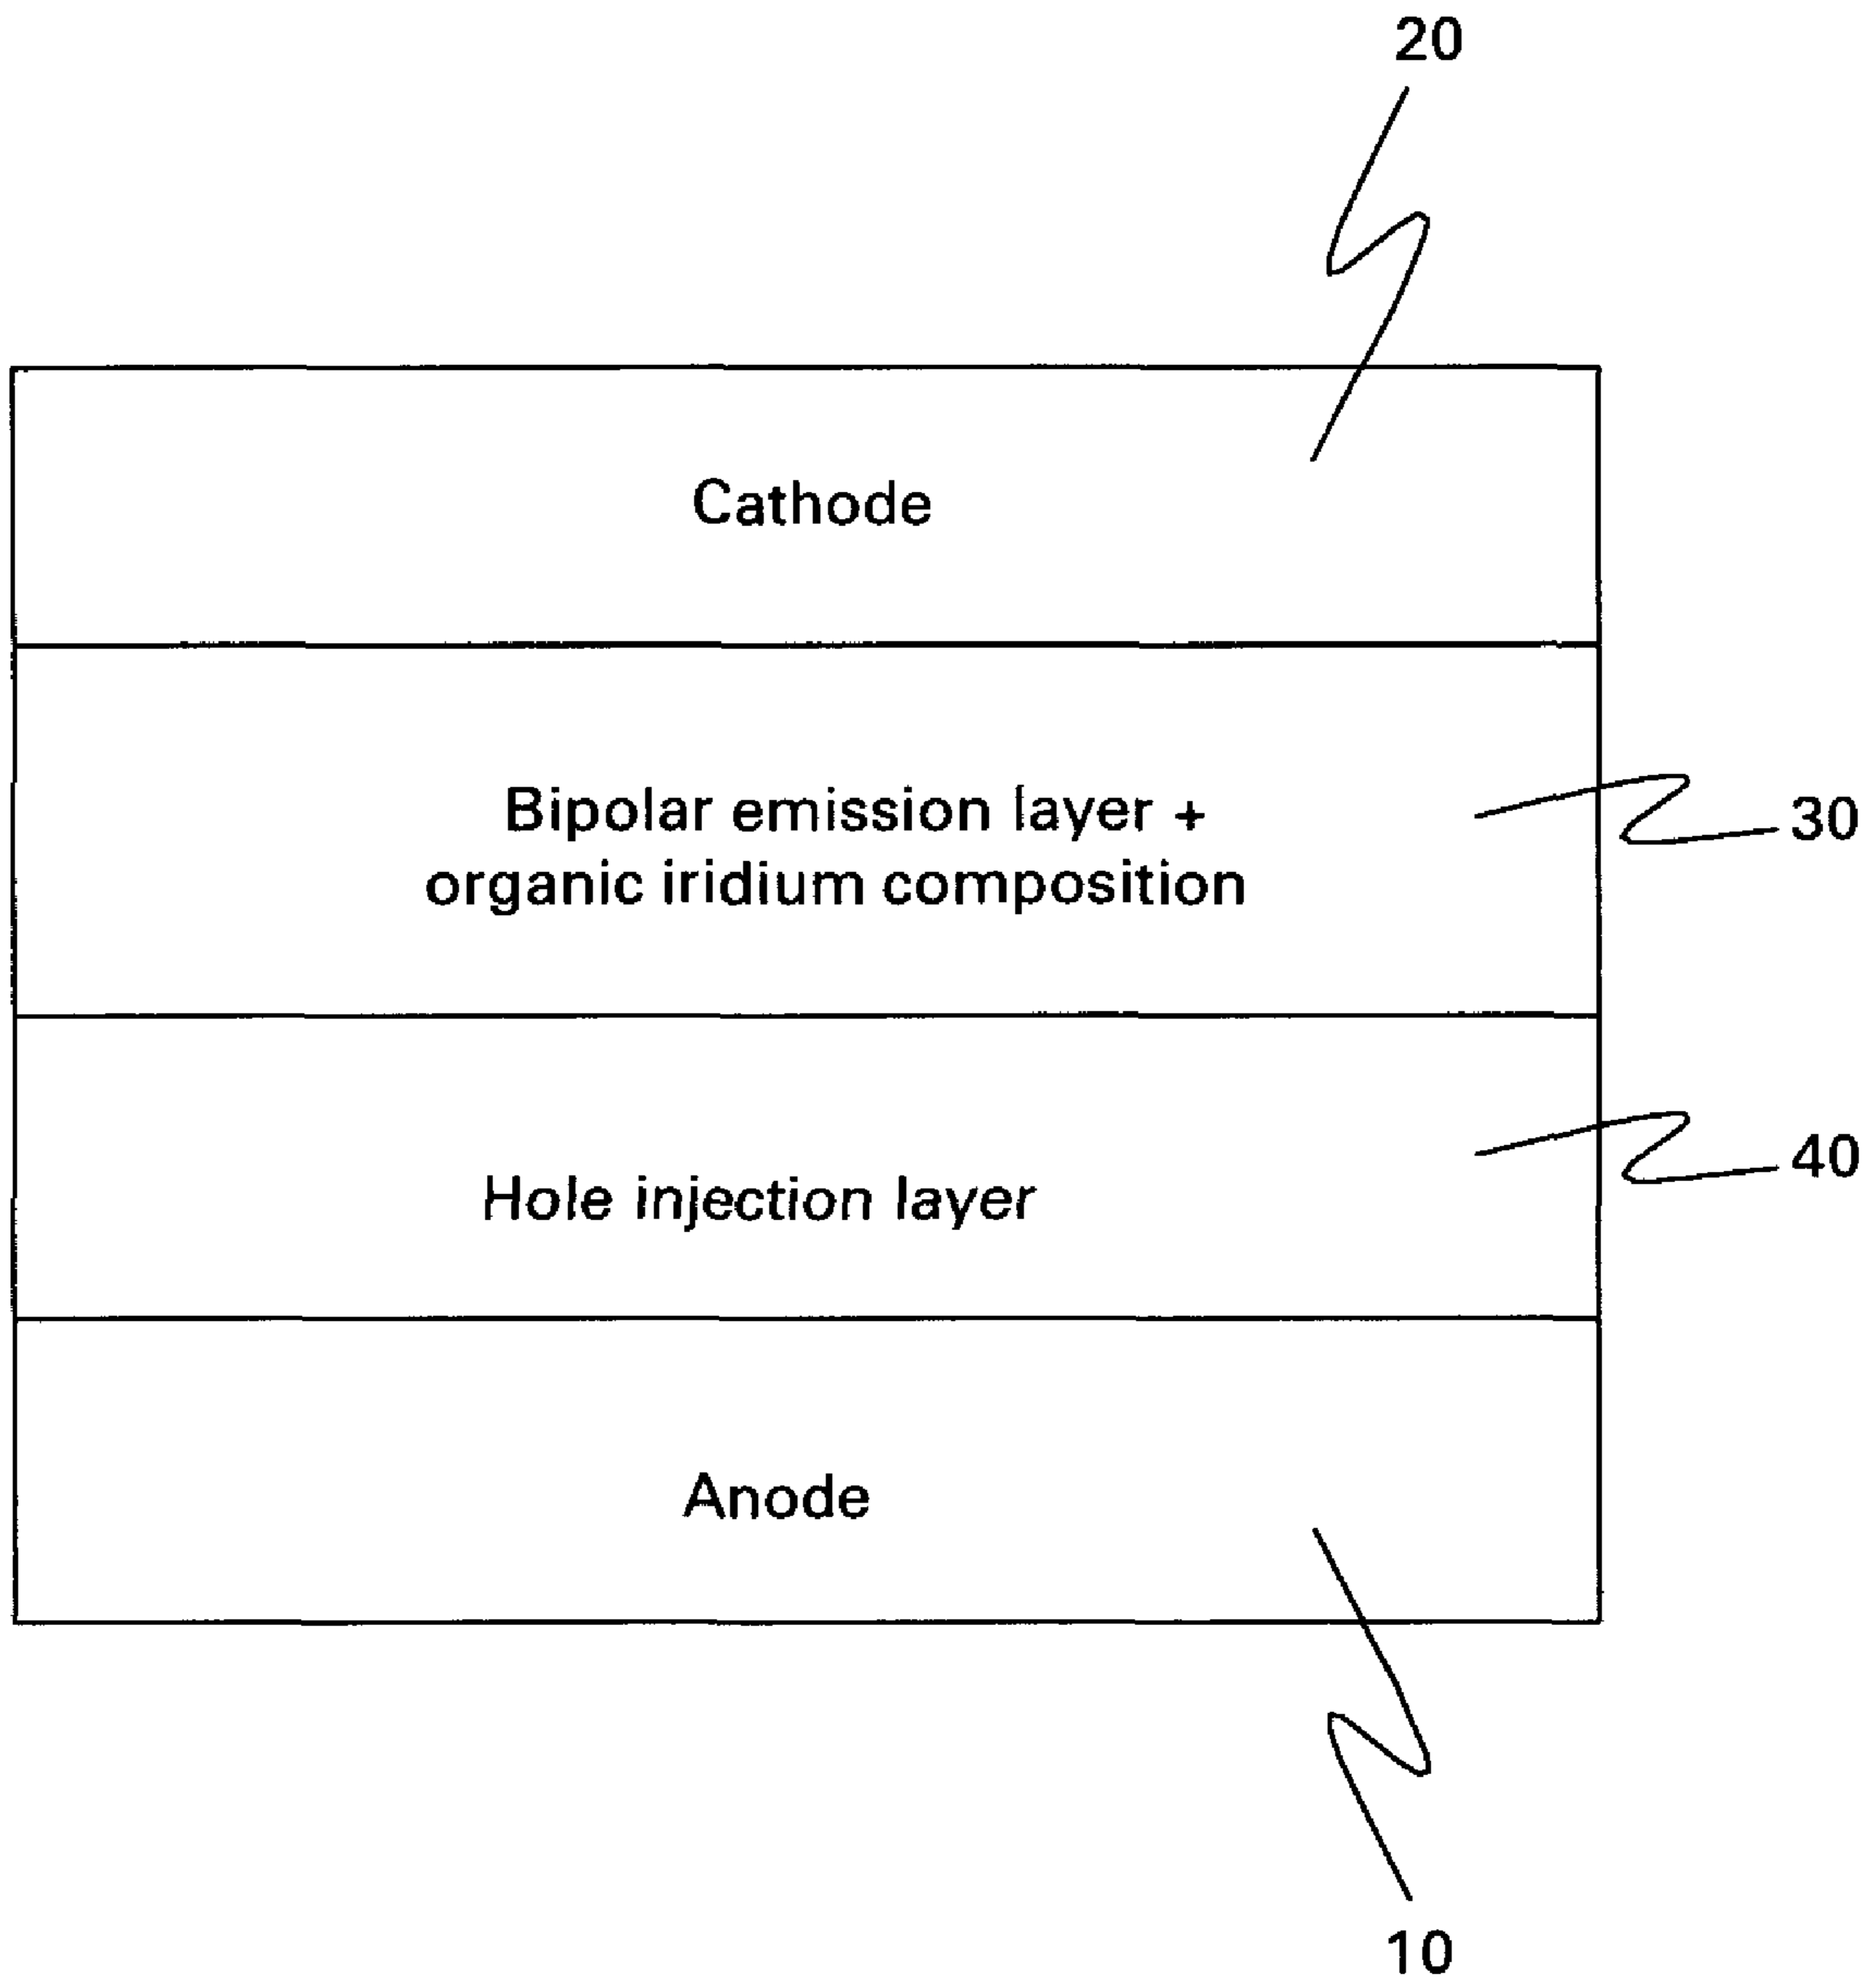 20
Cathode
Bipolar emission layer +
organic iridium composition
30
Hole injection layer
40
Anode
10